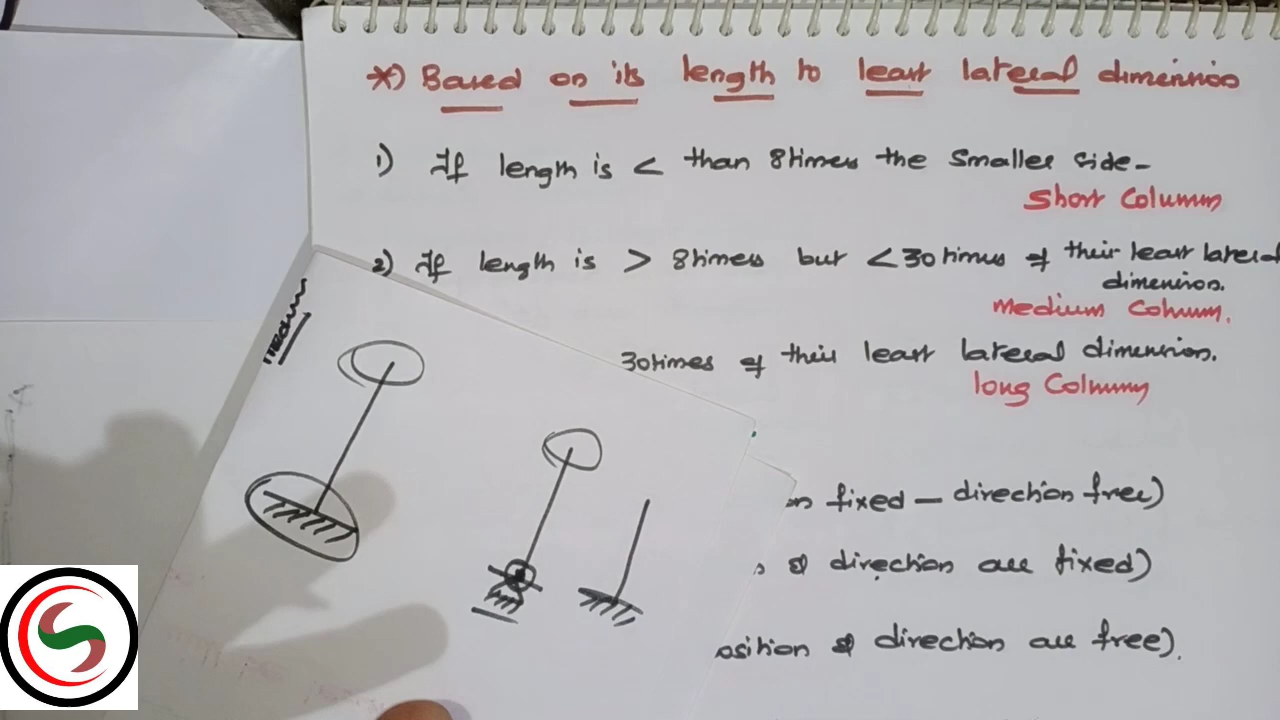 *) Based on its length to least lateral dimension
1) If length is < than 8times the smaller side-
short column
2) If length is > 8times but < 30times of their least lateral
dimension.
medium column.
30times of their least lateral dimension.
long column
medium
fixed - direction free)
& direction are fixed)
osition & direction are free).